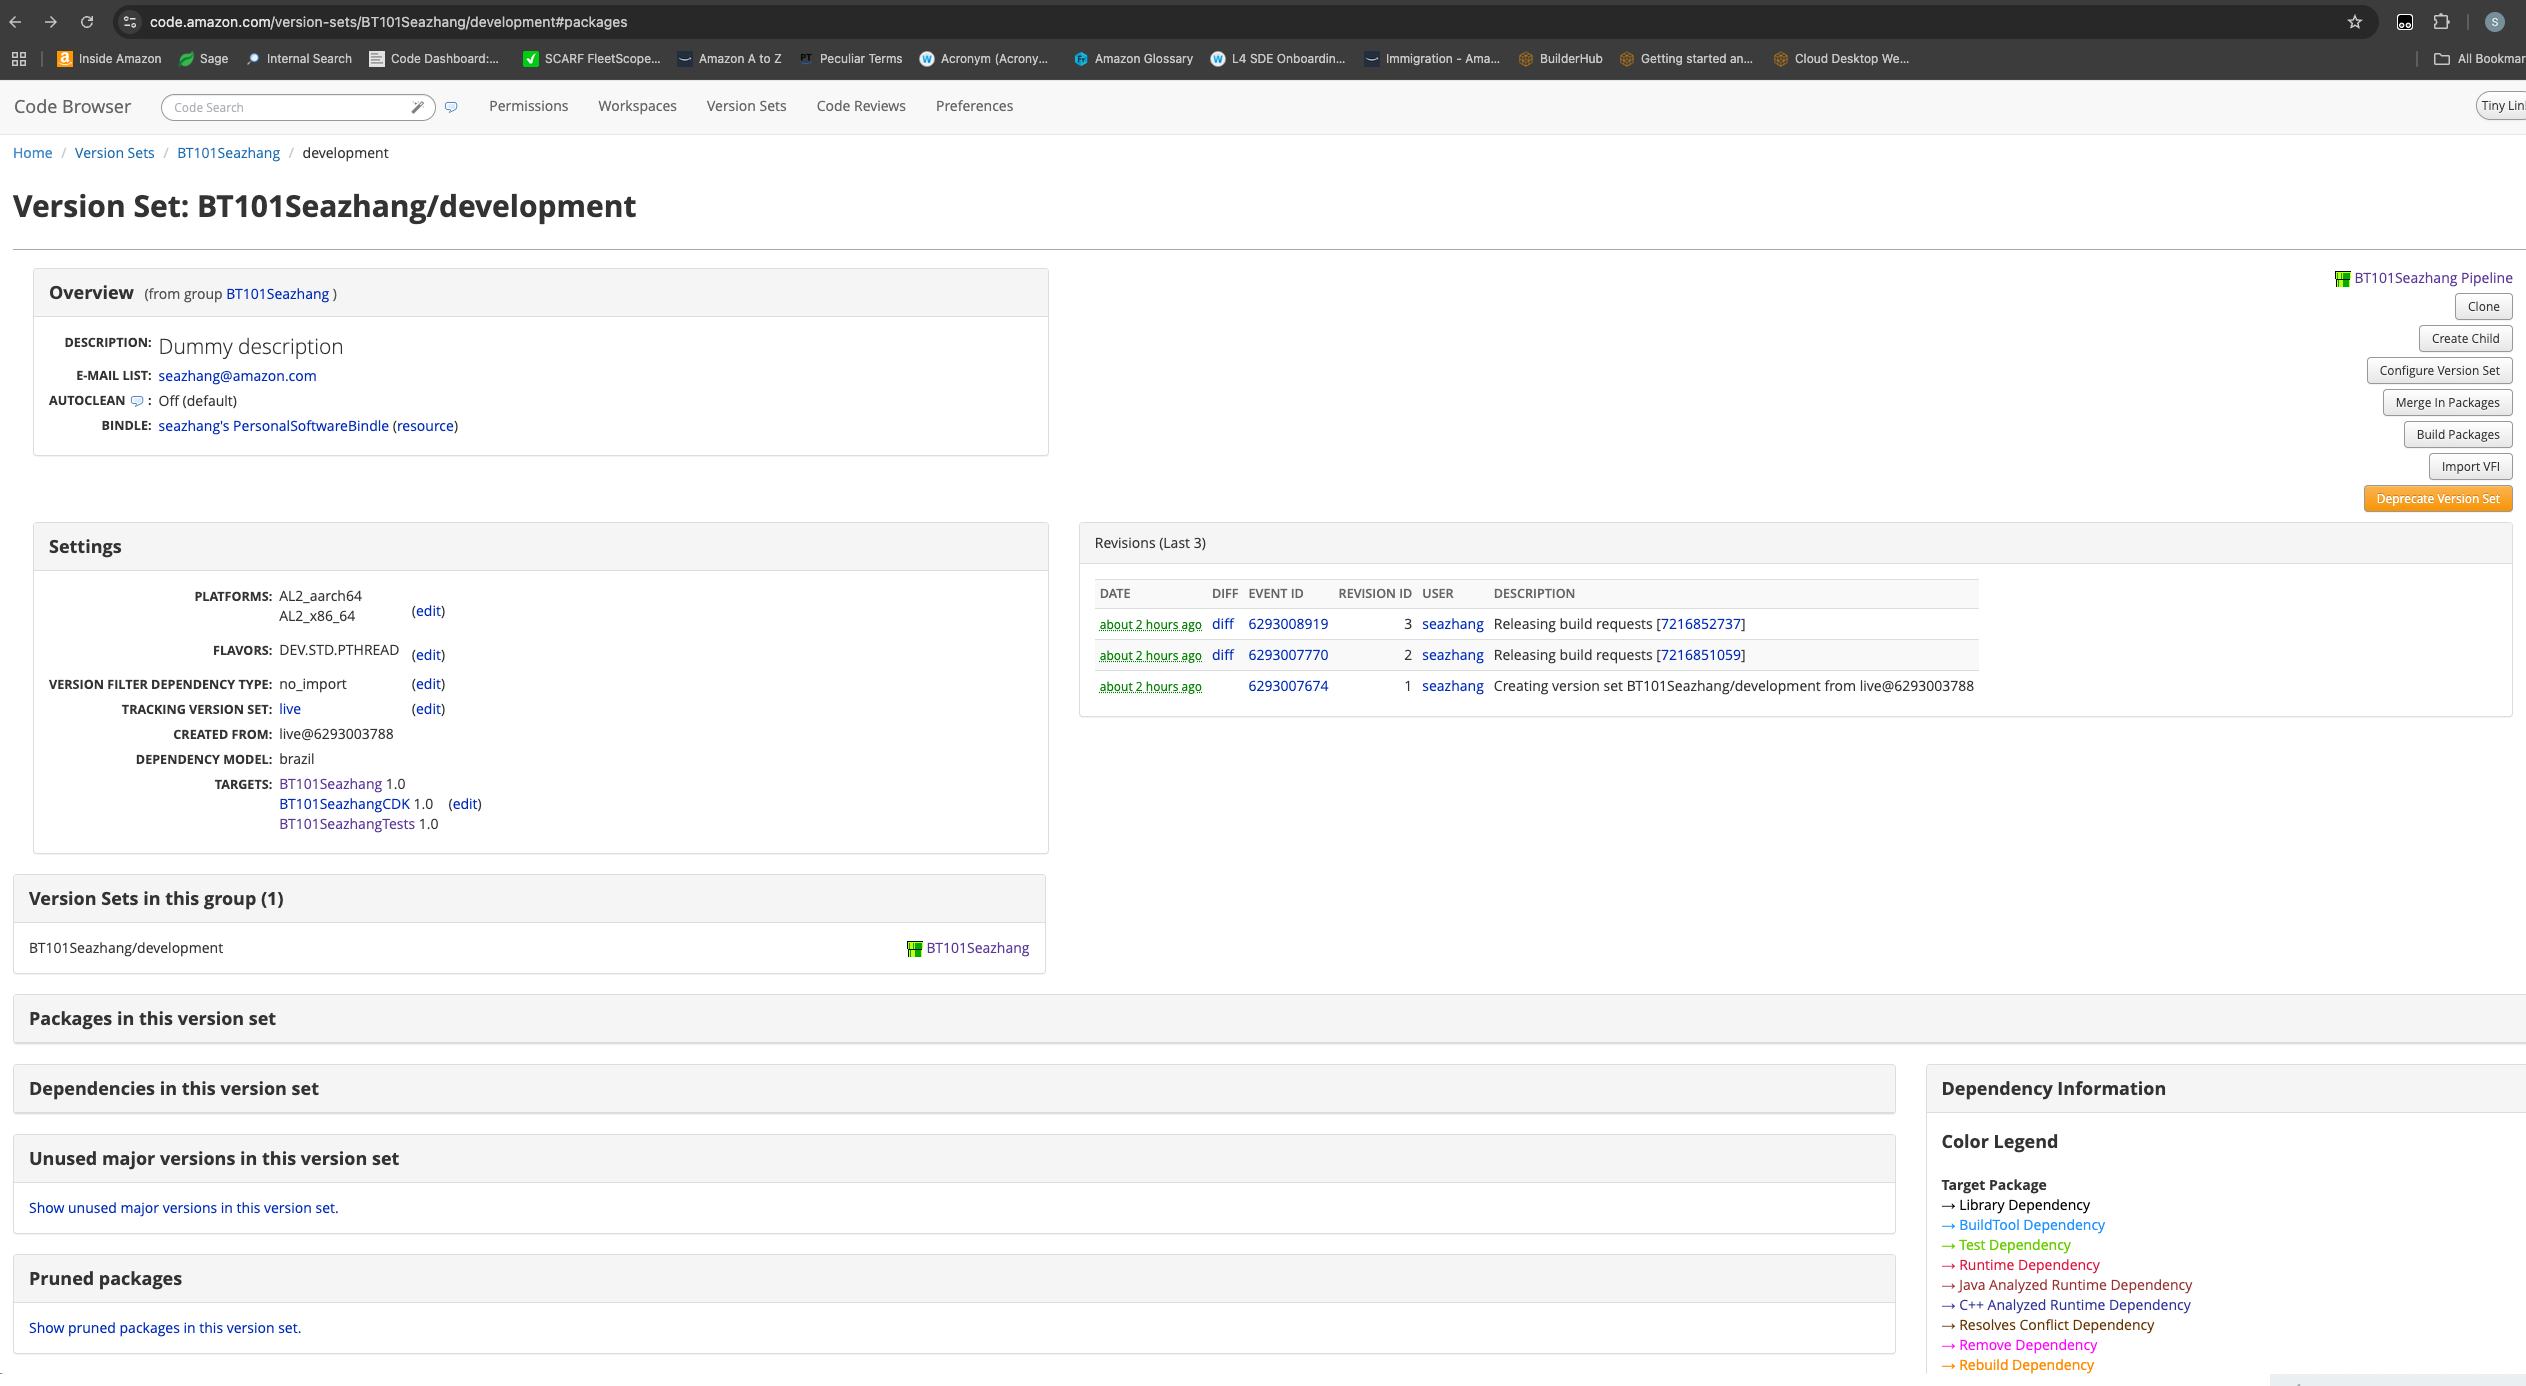 code.amazon.com/version-sets/BT101Seazhang/development#packages
S
Inside Amazon Sage Internal Search Code Dashboard:... SCARF FleetScope... Amazon A to Z PT Peculiar Terms Acronym (Acrony... Amazon Glossary L4 SDE Onboardin... Immigration - Ama... BuilderHub Getting started an... Cloud Desktop We... All Bookmar
Code Browser Code Search Permissions Workspaces Version Sets Code Reviews Preferences Tiny Lin
Home / Version Sets / BT101Seazhang / development
Version Set: BT101Seazhang/development
Overview (from group BT101Seazhang )
DESCRIPTION: Dummy description
E-MAIL LIST: seazhang@amazon.com
AUTOCLEAN : Off (default)
BINDLE: seazhang's PersonalSoftwareBindle (resource)
BT101Seazhang Pipeline
Clone
Create Child
Configure Version Set
Merge In Packages
Build Packages
Import VFI
Deprecate Version Set
Settings
PLATFORMS: AL2_aarch64
AL2_x86_64 (edit)
FLAVORS: DEV.STD.PTHREAD (edit)
VERSION FILTER DEPENDENCY TYPE: no_import (edit)
TRACKING VERSION SET: live (edit)
CREATED FROM: live@6293003788
DEPENDENCY MODEL: brazil
TARGETS: BT101Seazhang 1.0
BT101SeazhangCDK 1.0 (edit)
BT101SeazhangTests 1.0
Revisions (Last 3)
DATE DIFF EVENT ID REVISION ID USER DESCRIPTION
about 2 hours ago diff 6293008919 3 seazhang Releasing build requests [7216852737]
about 2 hours ago diff 6293007770 2 seazhang Releasing build requests [7216851059]
about 2 hours ago 6293007674 1 seazhang Creating version set BT101Seazhang/development from live@6293003788
Version Sets in this group (1)
BT101Seazhang/development BT101Seazhang
Packages in this version set
Dependencies in this version set
Unused major versions in this version set
Show unused major versions in this version set.
Pruned packages
Show pruned packages in this version set.
Dependency Information
Color Legend
Target Package
→ Library Dependency
→ BuildTool Dependency
→ Test Dependency
→ Runtime Dependency
→ Java Analyzed Runtime Dependency
→ C++ Analyzed Runtime Dependency
→ Resolves Conflict Dependency
→ Remove Dependency
→ Rebuild Dependency